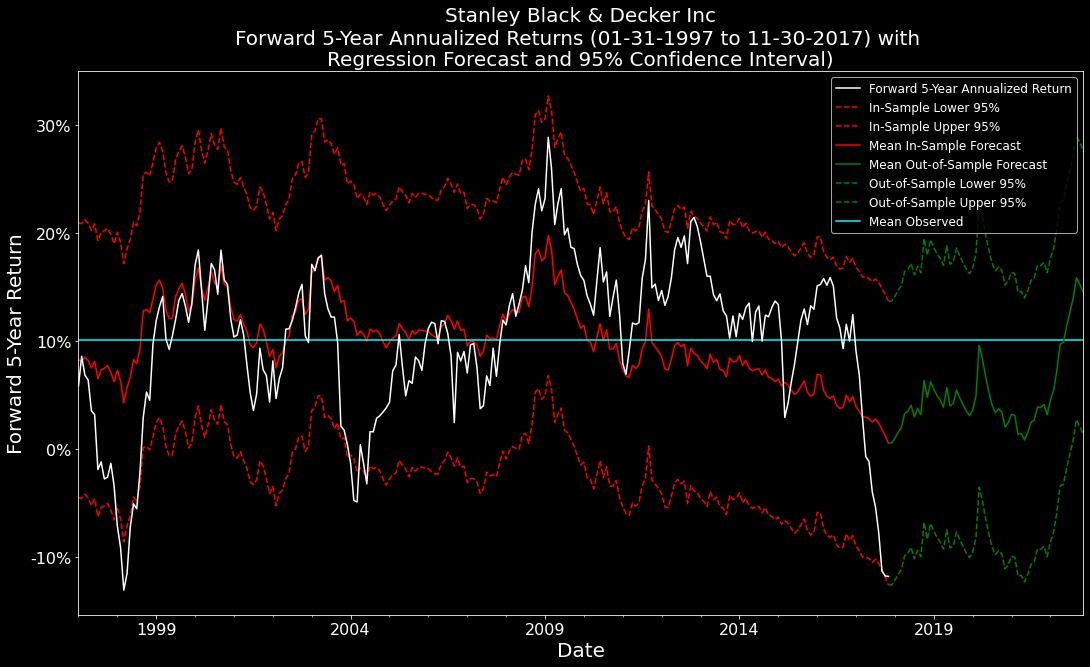 Stanley Black & Decker Inc
Forward 5-Year Annualized Returns (01-31-1997 to 11-30-2017) with
Regression Forecast and 95% Confidence Interval)
Forward 5-Year Annualized Return
In-Sample Lower 95%
In-Sample Upper 95%
Mean In-Sample Forecast
Mean Out-of-Sample Forecast
Out-of-Sample Lower 95%
Out-of-Sample Upper 95%
Mean Observed
Forward 5-Year Return
30%
20%
10%
0%
-10%
1999 2004 2009 2014 2019
Date